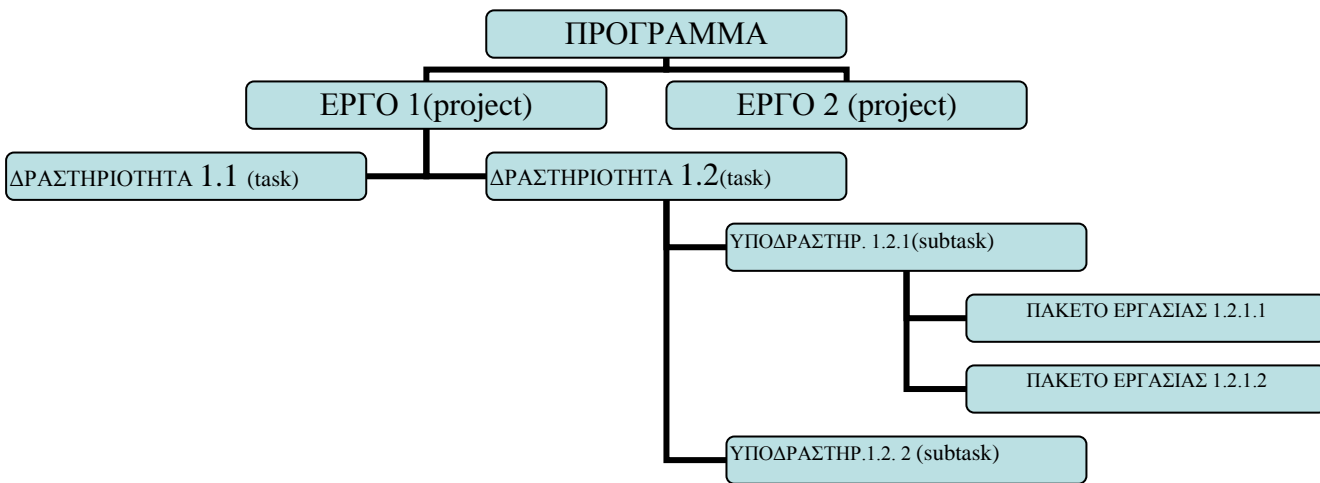 ΠΡΟΓΡΑΜΜΑ
ΕΡΓΟ 1(project)
ΕΡΓΟ 2 (project)
ΔΡΑΣΤΗΡΙΟΤΗΤΑ 1.1 (task)
ΔΡΑΣΤΗΡΙΟΤΗΤΑ 1.2(task)
ΥΠΟΔΡΑΣΤΗΡ. 1.2.1(subtask)
ΠΑΚΕΤΟ ΕΡΓΑΣΙΑΣ 1.2.1.1
ΠΑΚΕΤΟ ΕΡΓΑΣΙΑΣ 1.2.1.2
ΥΠΟΔΡΑΣΤΗΡ.1.2. 2 (subtask)